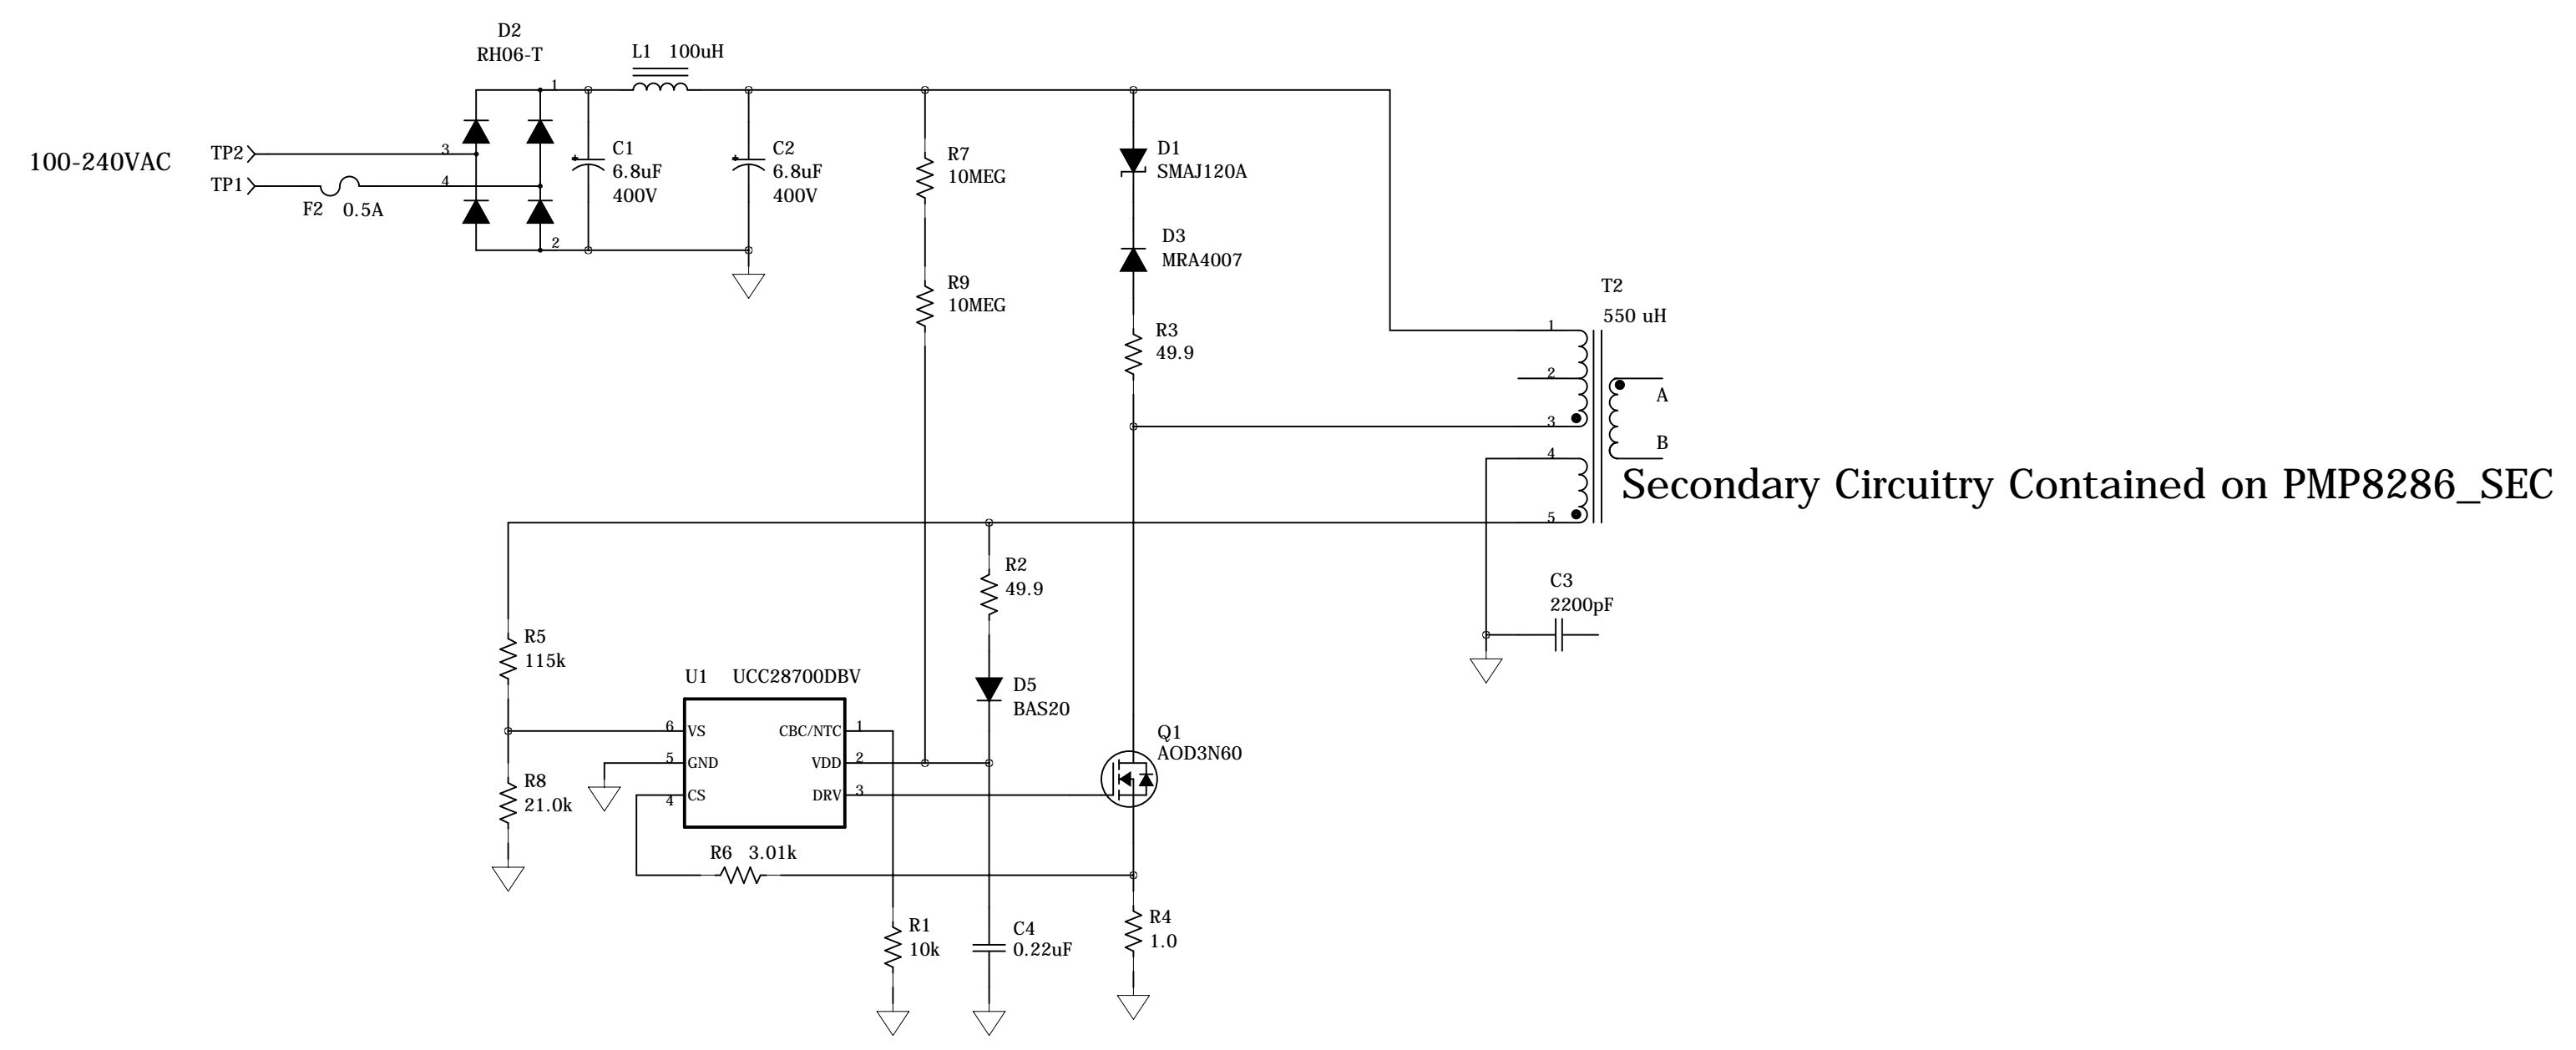 D2
RH06-T
L1 100uH
1
100-240VAC
TP2
3
TP1
4
F2 0.5A
2
C1
6.8uF
400V
C2
6.8uF
400V
R7
10MEG
D1
SMAJ120A
D3
MRA4007
R9
10MEG
R3
49.9
T2
550 uH
1
2
3
4
5
A
B
Secondary Circuitry Contained on PMP8286_SEC
R2
49.9
C3
2200pF
R5
115k
U1 UCC28700DBV
D5
BAS20
6 VS CBC/NTC 1
5 GND VDD 2
4 CS DRV 3
Q1
AOD3N60
R8
21.0k
R6 3.01k
R1
10k
C4
0.22uF
R4
1.0